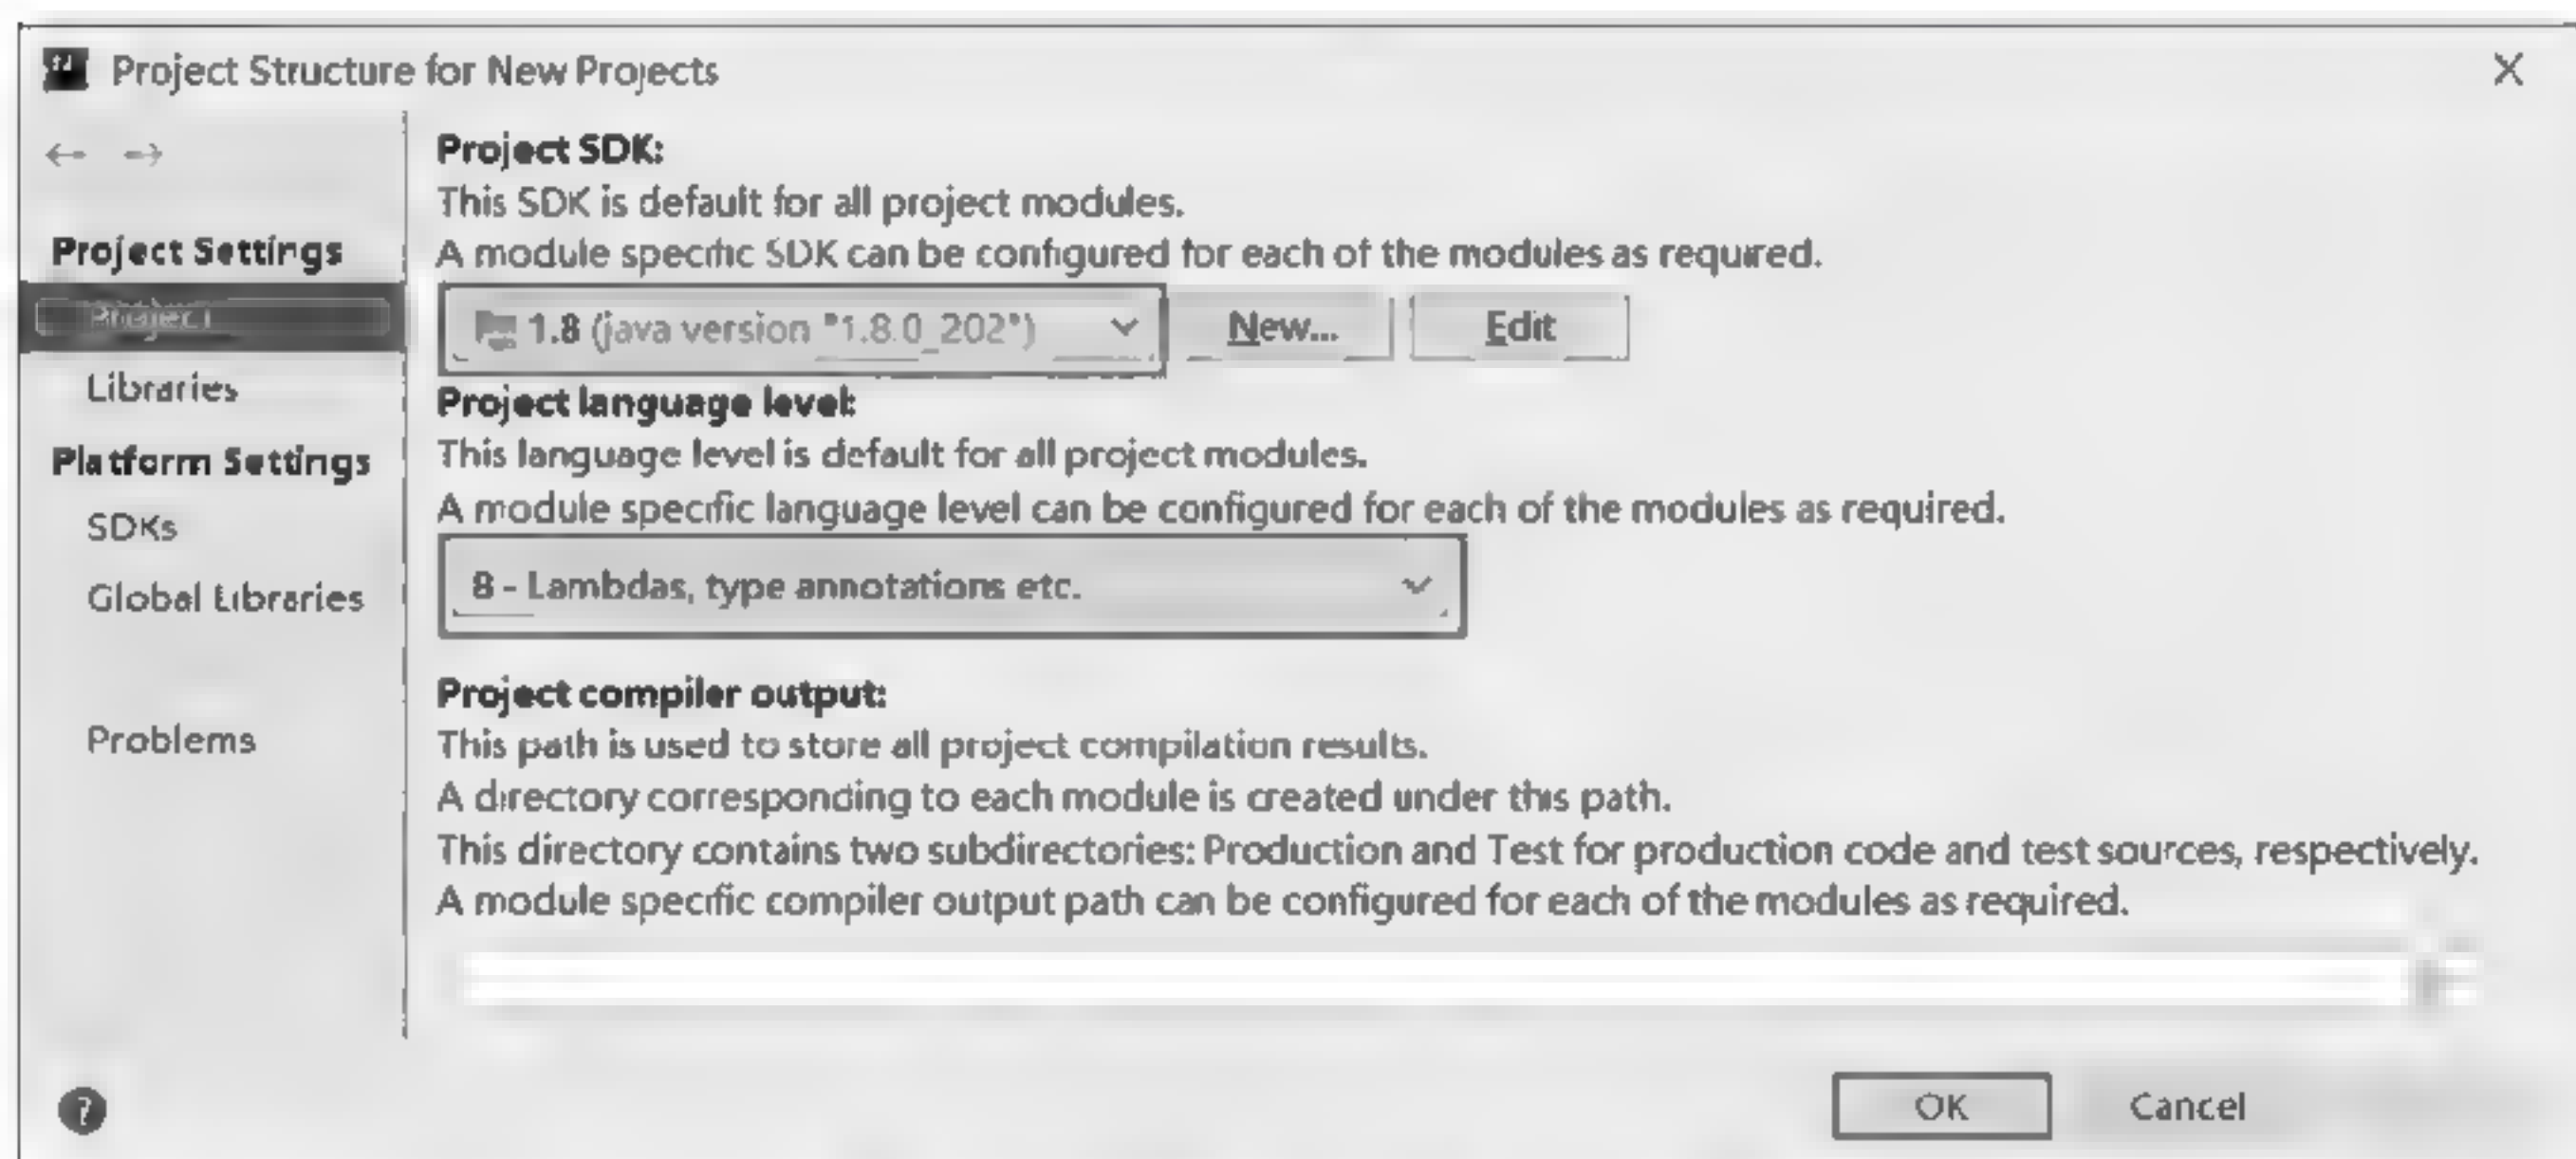 Project Structure for New Projects
Project Settings
Project
Libraries
Platform Settings
SDKs
Global Libraries
Problems
Project SDK:
This SDK is default for all project modules.
A module specific SDK can be configured for each of the modules as required.
1.8 (java version "1.8.0_202")
New...
Edit
Project language level:
This language level is default for all project modules.
A module specific language level can be configured for each of the modules as required.
8 - Lambdas, type annotations etc.
Project compiler output:
This path is used to store all project compilation results.
A directory corresponding to each module is created under this path.
This directory contains two subdirectories: Production and Test for production code and test sources, respectively.
A module specific compiler output path can be configured for each of the modules as required.
?
OK
Cancel